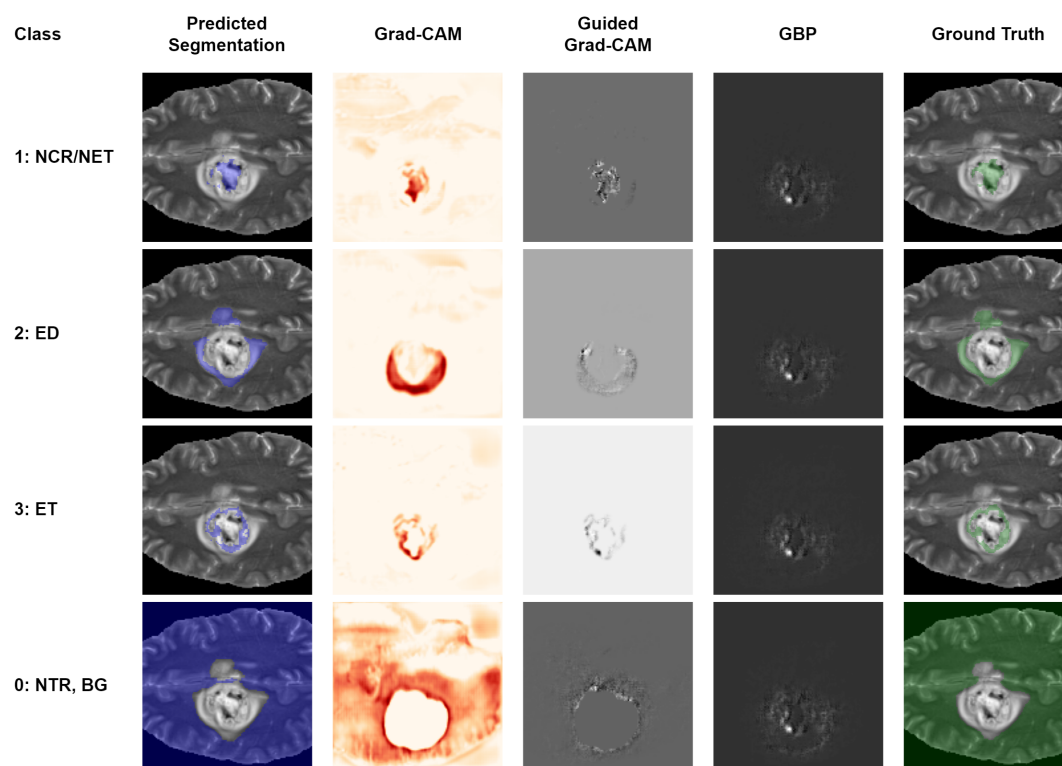 Class
Predicted
Segmentation
Grad-CAM
Guided
Grad-CAM
GBP
Ground Truth
1: NCR/NET
2: ED
3: ET
0: NTR, BG